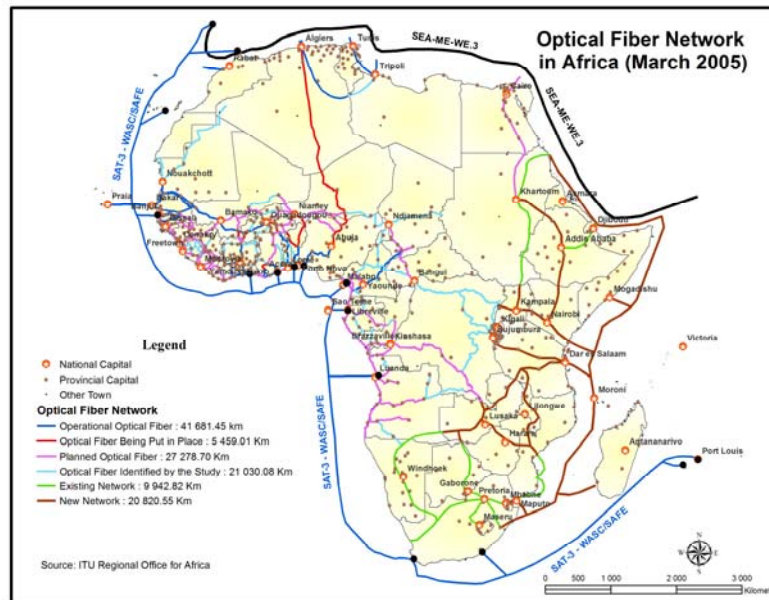 Optical Fiber Network
in Africa (March 2005)
SEA-ME-WE.3
SEA-ME-WE.3
SAT-3 - WASC/SAFE
SAT-3 - WASC/SAFE
SAT-3 - WASC/SAFE
Algiers
Tunis
Rabat
Tripoli
Cairo
Nouakchott
Praia
Dakar
Banjul
Bissau
Conakry
Freetown
Monrovia
Bamako
Ouagadougou
Niamey
Abuja
Ndjamena
Khartoum
Asmara
Djibouti
Addis Ababa
Malabo
Yaounde
Bangui
Sao Tome
Libreville
Brazzaville
Kinshasa
Kampala
Nairobi
Kigali
Bujumbura
Mogadishu
Victoria
Dar es Salaam
Luanda
Moroni
Lilongwe
Lusaka
Harare
Antananarivo
Port Louis
Windhoek
Gaborone
Pretoria
Mbabne
Maputo
Maseru
Legend
National Capital
Provincial Capital
Other Town
Optical Fiber Network
Operational Optical Fiber : 41 681.45 km
Optical Fiber Being Put in Place : 5 459.01 Km
Planned Optical Fiber : 27 278.70 Km
Optical Fiber Identified by the Study : 21 030.08 Km
Existing Network : 9 942.82 Km
New Network : 20 820.55 Km
Source: ITU Regional Office for Africa
N
W E
S
0 500 1 000 2 000 3 000
Kilomet